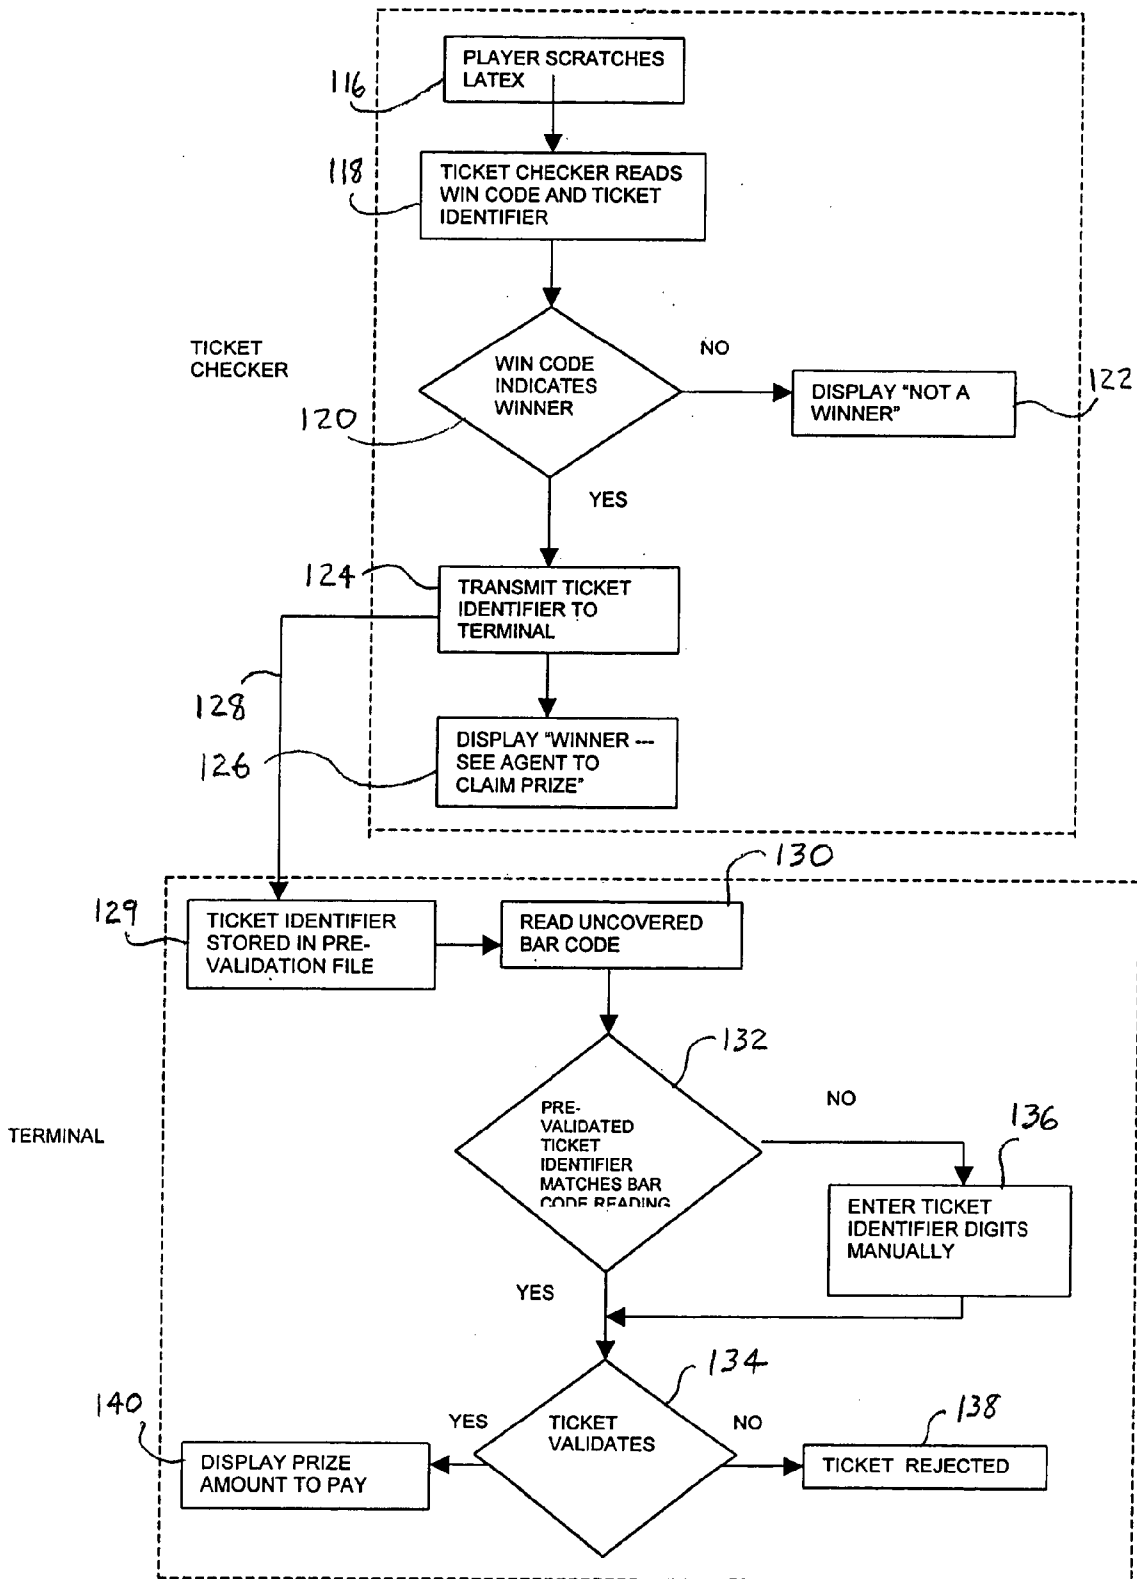 PLAYER SCRATCHES
LATEX
116
TICKET CHECKER READS
WIN CODE AND TICKET
IDENTIFIER
118
TICKET
CHECKER
WIN CODE
INDICATES
WINNER
NO
120
DISPLAY "NOT A
WINNER"
122
YES
124
TRANSMIT TICKET
IDENTIFIER TO
TERMINAL
128
DISPLAY "WINNER ---
SEE AGENT TO
CLAIM PRIZE"
126
130
129
TICKET IDENTIFIER
STORED IN PRE-
VALIDATION FILE
READ UNCOVERED
BAR CODE
132
TERMINAL
PRE-
VALIDATED
TICKET
IDENTIFIER
MATCHES BAR
CODE READING
NO
136
ENTER TICKET
IDENTIFIER DIGITS
MANUALLY
YES
134
140
YES
TICKET
VALIDATES
NO
138
DISPLAY PRIZE
AMOUNT TO PAY
TICKET REJECTED